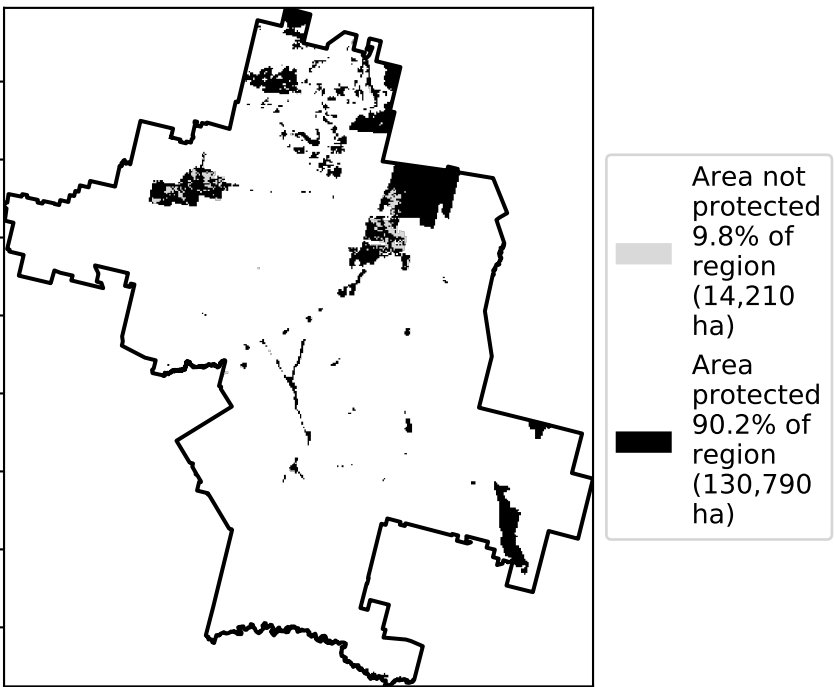 Area not
protected
9.8% of
region
(14,210
ha)
Area
protected
90.2% of
region
(130,790
ha)